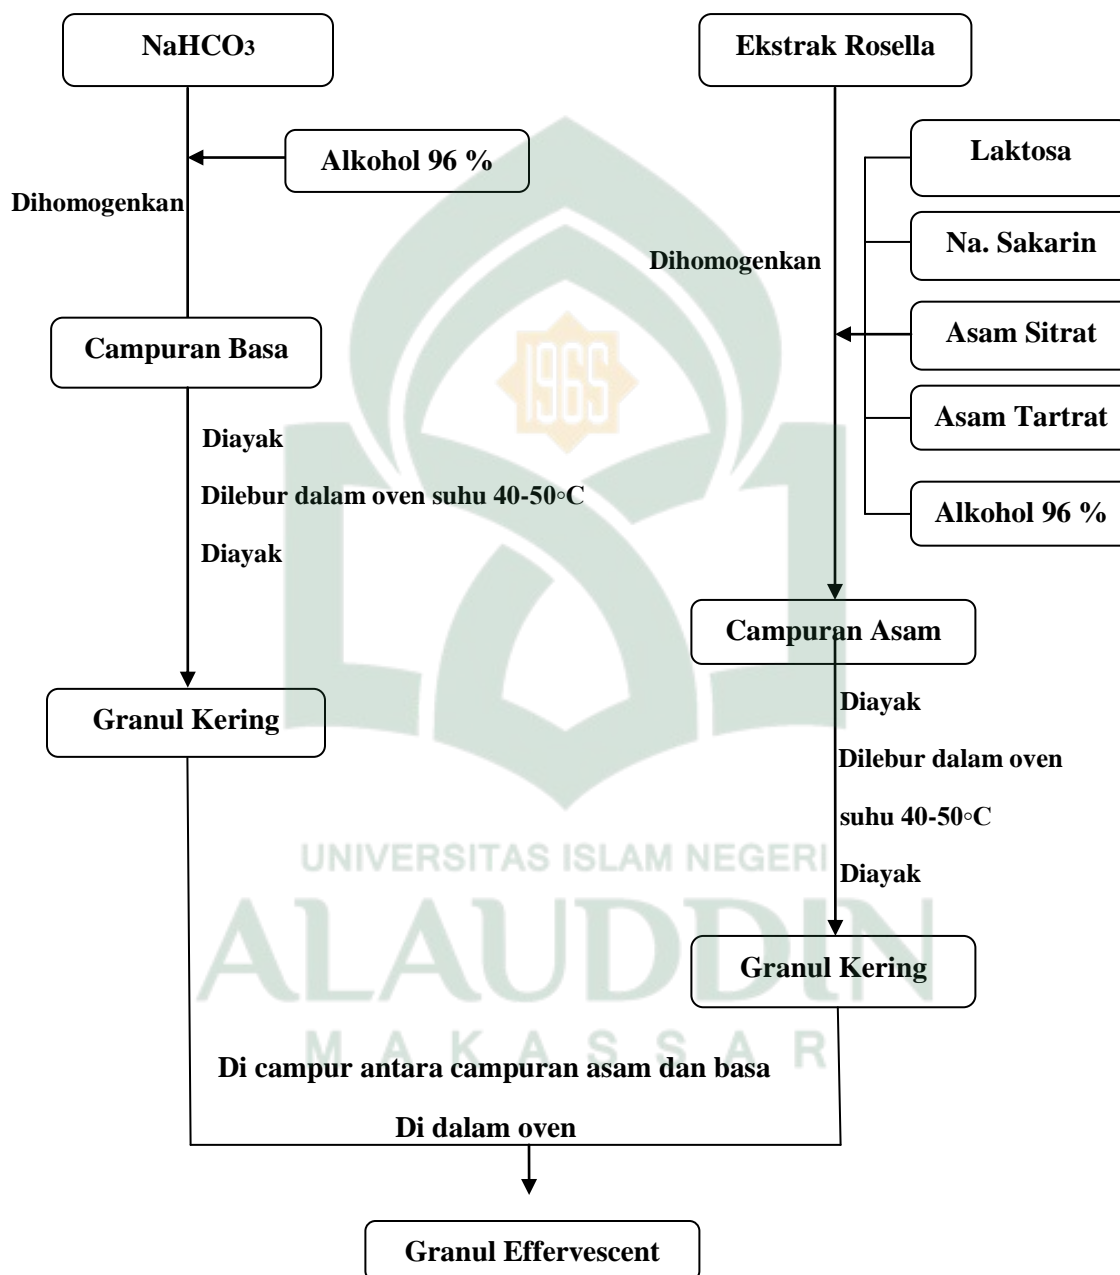 NaHCO3
Alkohol 96 %
Dihomogenkan
Campuran Basa
Diayak
Dilebur dalam oven suhu 40-50◦C
Diayak
Granul Kering
Ekstrak Rosella
Laktosa
Na. Sakarin
Dihomogenkan
Asam Sitrat
Asam Tartrat
Alkohol 96 %
Campuran Asam
Diayak
Dilebur dalam oven
suhu 40-50◦C
Diayak
Granul Kering
Di campur antara campuran asam dan basa
Di dalam oven
Granul Effervescent
1965
UNIVERSITAS ISLAM NEGERI
ALAUDDIN
MAKASSAR